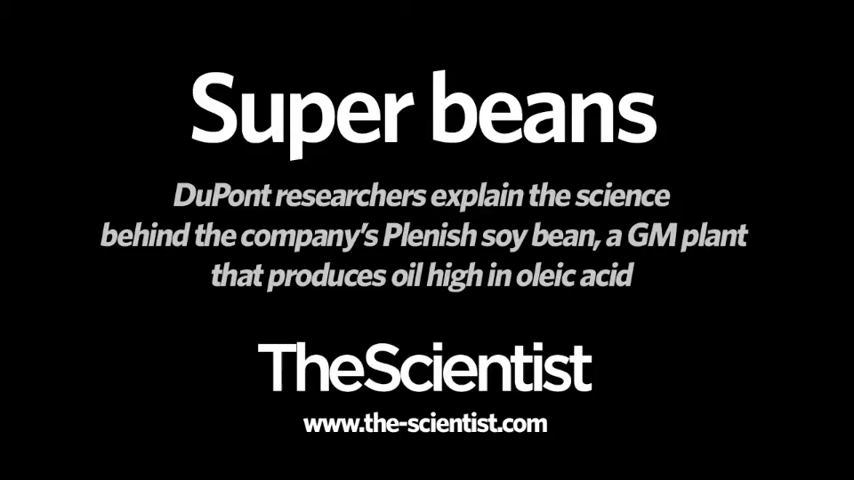 Super beans
DuPont researchers explain the science
behind the company's Plenish soy bean, a GM plant
that produces oil high in oleic acid
TheScientist
www.the-scientist.com